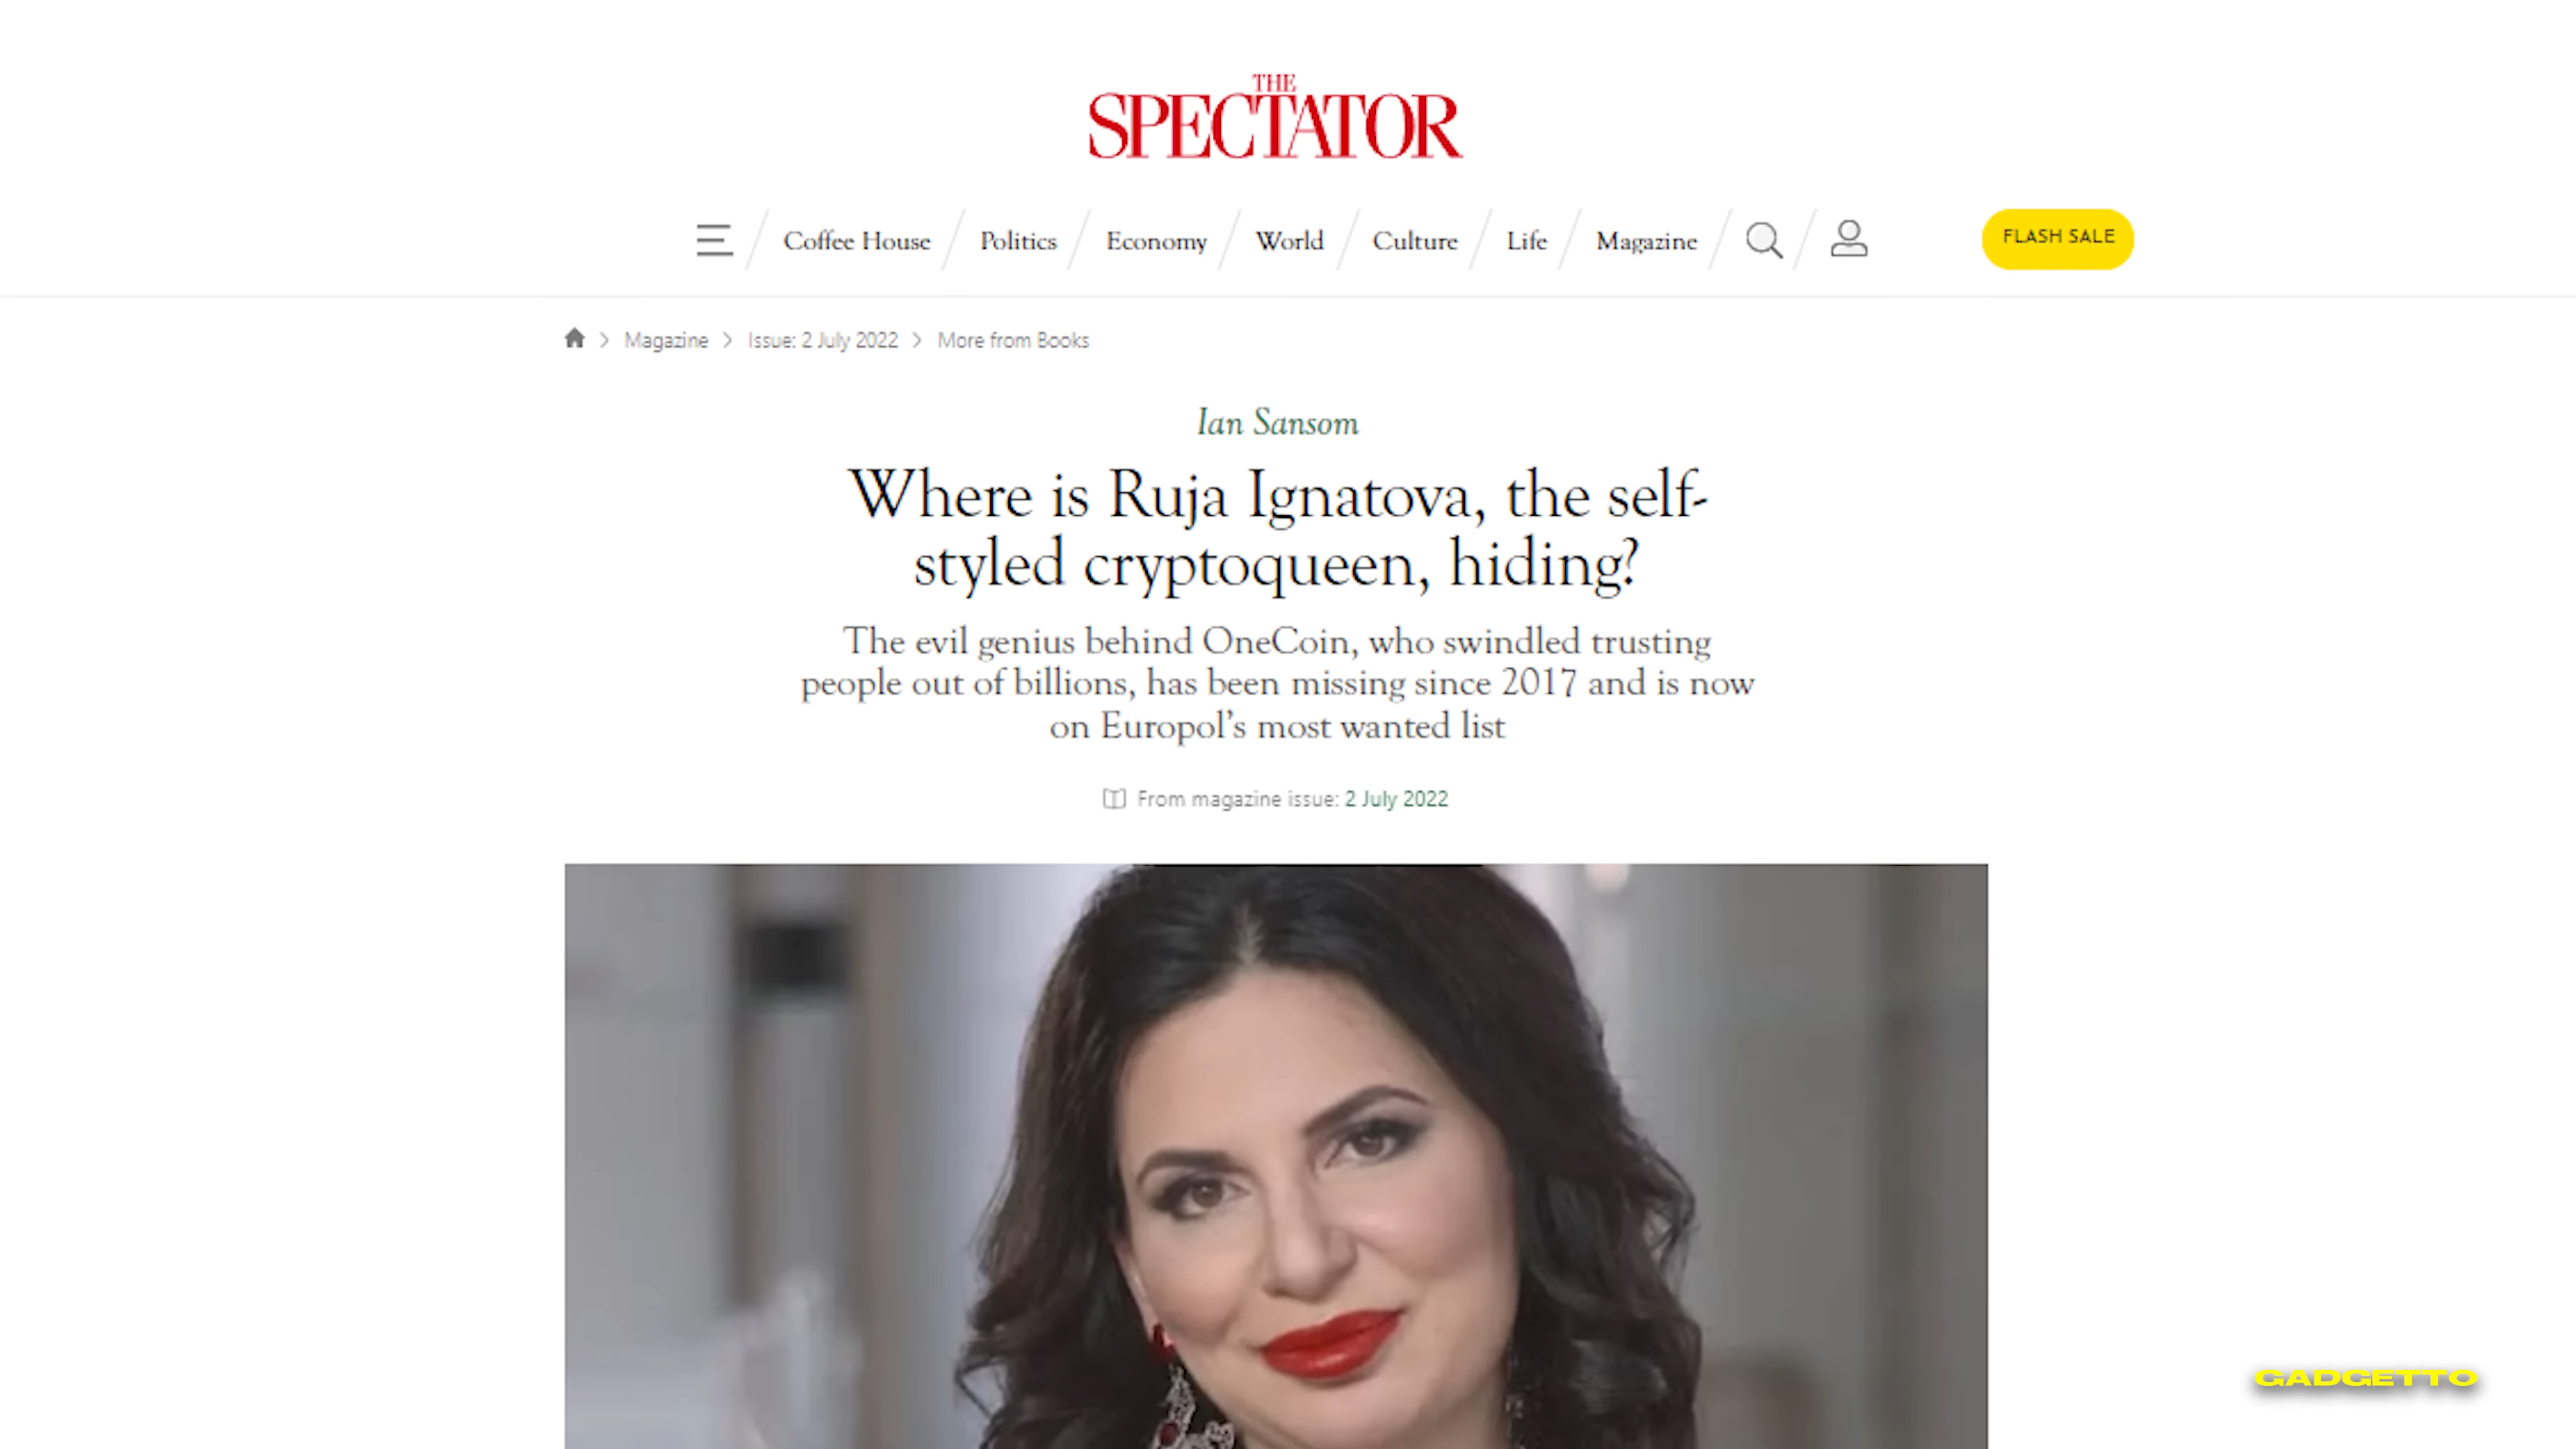 THE
SPECTATOR
Coffee House
Politics
Economy
World
Culture
Life
Magazine
FLASH SALE
Magazine
Issue: 2 July 2022
More from Books
Ian Sansom
Where is Ruja Ignatova, the self-
styled cryptoqueen, hiding?
The evil genius behind OneCoin, who swindled trusting
people out of billions, has been missing since 2017 and is now
on Europol’s most wanted list
From magazine issue: 2 July 2022
GADGETTO